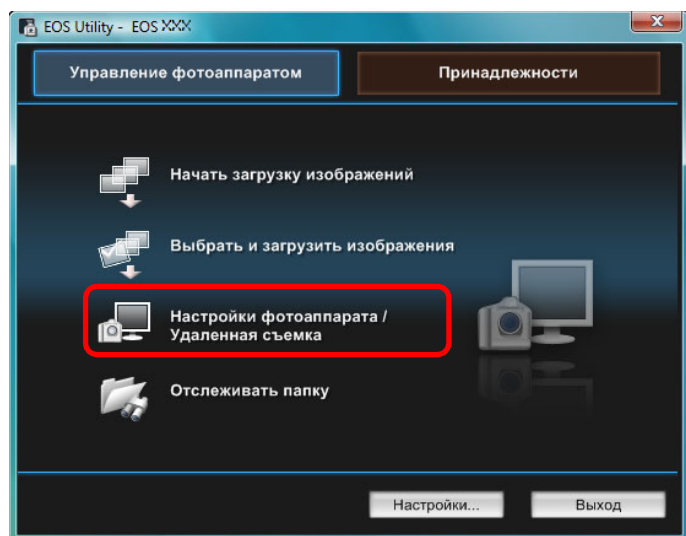 EOS Utility - EOS XXX
Управление фотоаппаратом
Принадлежности
Начать загрузку изображений
Выбрать и загрузить изображения
Настройки фотоаппарата /
Удаленная съемка
Отслеживать папку
Настройки...
Выход